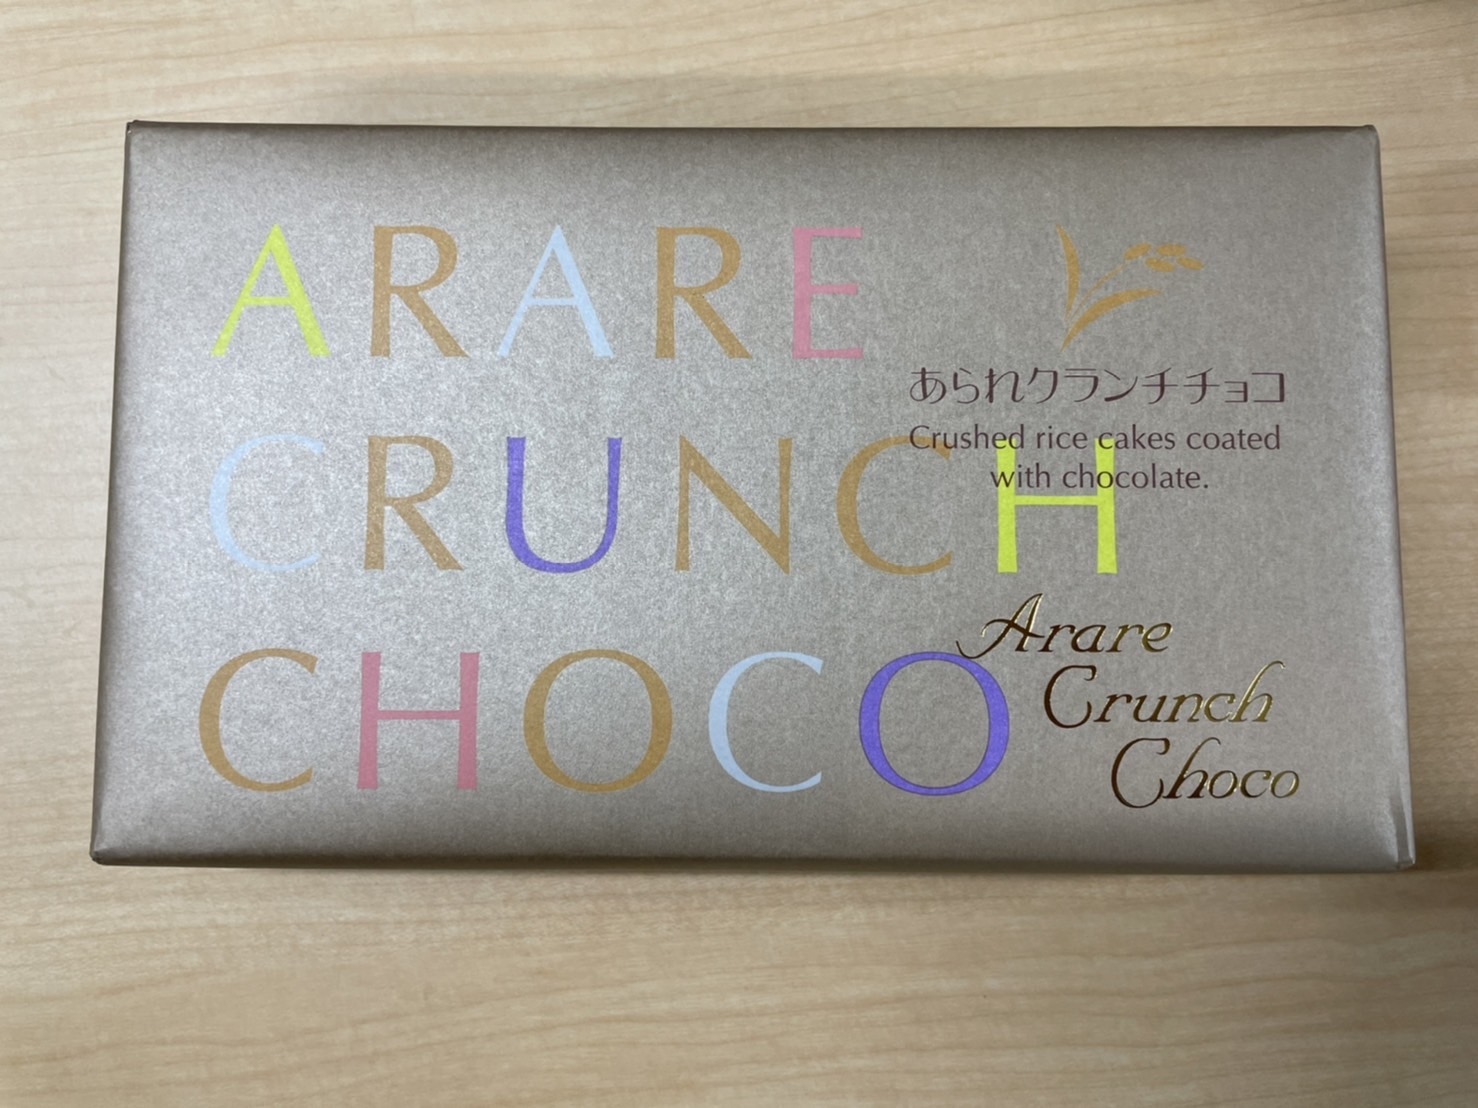 ARARE
あられクランチチョコ
Crushed rice cakes coated
with chocolate.
CRUNCH
CHOCO
Arare
Crunch
Choco